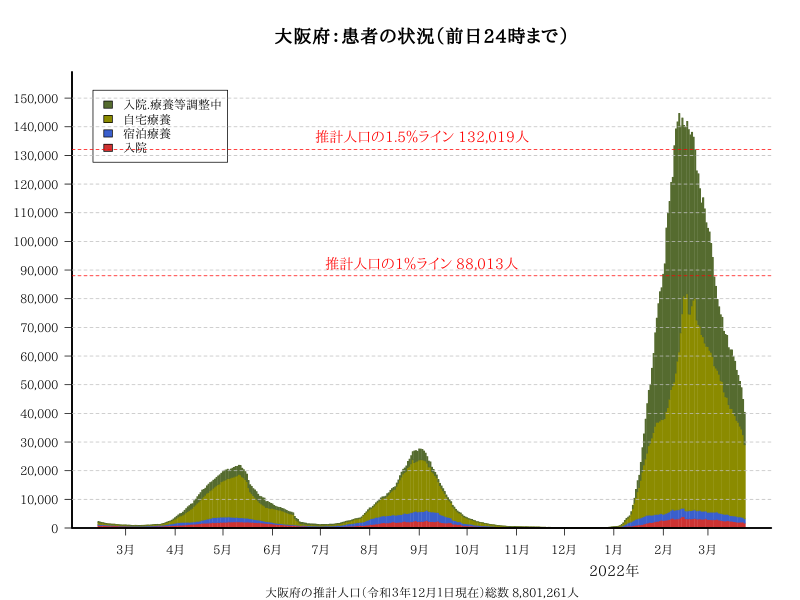 大阪府：患者の状況（前日24時まで）
150,000
140,000
130,000
120,000
110,000
100,000
90,000
80,000
70,000
60,000
50,000
40,000
30,000
20,000
10,000
0
入院.療養等調整中
自宅療養
宿泊療養
入院
推計人口の1.5%ライン 132,019人
推計人口の1%ライン 88,013人
3月 4月 5月 6月 7月 8月 9月 10月 11月 12月 1月 2月 3月
2022年
大阪府の推計人口（令和3年12月1日現在）総数 8,801,261人